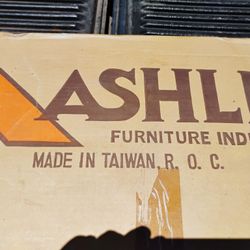 ASHL
FURNITURE INDU
MADE IN TAIWAN, R. O. C.